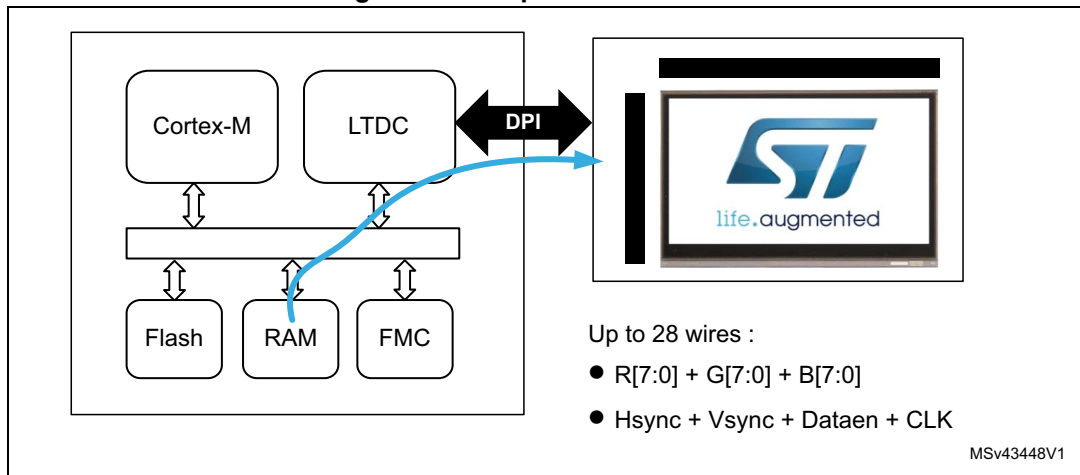 Cortex-M
LTDC
DPI
ST
life.augmented
Flash
RAM
FMC
Up to 28 wires :
● R[7:0] + G[7:0] + B[7:0]
● Hsync + Vsync + Dataen + CLK
MSv43448V1